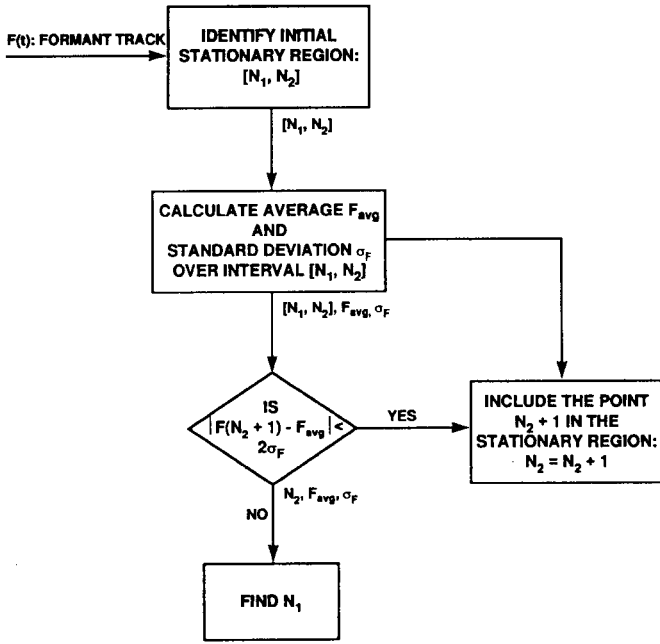 F(t): FORMANT TRACK
IDENTIFY INITIAL
STATIONARY REGION:
[N₁, N₂]
[N₁, N₂]
CALCULATE AVERAGE F_avg
AND
STANDARD DEVIATION σ_F
OVER INTERVAL [N₁, N₂]
[N₁, N₂], F_avg, σ_F
IS
|F(N₂ + 1) - F_avg| <
2σ_F
YES
INCLUDE THE POINT
N₂ + 1 IN THE
STATIONARY REGION:
N₂ = N₂ + 1
N₂, F_avg, σ_F
NO
FIND N₁